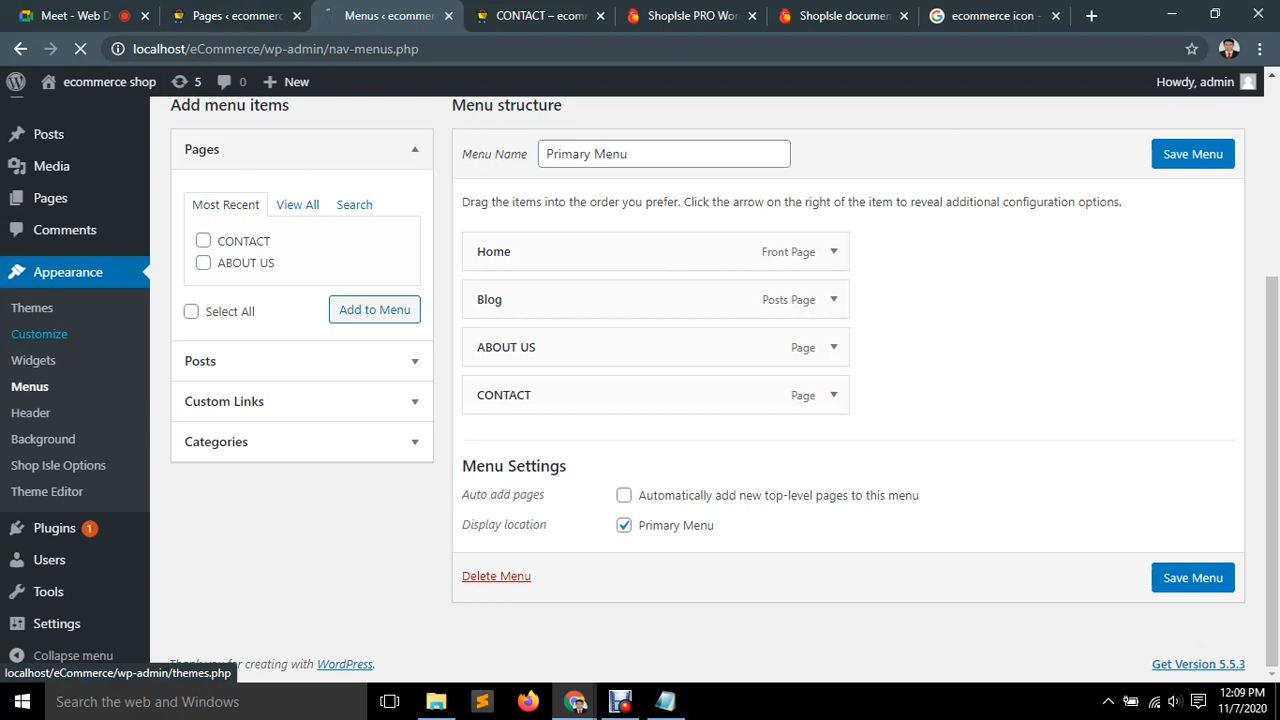 Meet - Web D
Pages ‹ ecommerc
Menus ‹ ecommer
CONTACT – ecom
ShopIsle PRO Wor
ShopIsle documen
ecommerce icon -
localhost/eCommerce/wp-admin/nav-menus.php
ecommerce shop
5
0
New
Howdy, admin
Posts
Media
Pages
Comments
Appearance
Themes
Customize
Widgets
Menus
Header
Background
Shop Isle Options
Theme Editor
Plugins 1
Users
Tools
Settings
Collapse menu
Add menu items
Pages
Most Recent
View All
Search
CONTACT
ABOUT US
Select All
Add to Menu
Posts
Custom Links
Categories
Menu structure
Menu Name
Primary Menu
Save Menu
Drag the items into the order you prefer. Click the arrow on the right of the item to reveal additional configuration options.
Home Front Page
Blog Posts Page
ABOUT US Page
CONTACT Page
Menu Settings
Auto add pages
Automatically add new top-level pages to this menu
Display location
Primary Menu
Delete Menu
Save Menu
Thank you for creating with WordPress.
Get Version 5.5.3
localhost/eCommerce/wp-admin/themes.php
Search the web and Windows
12:09 PM
11/7/2020